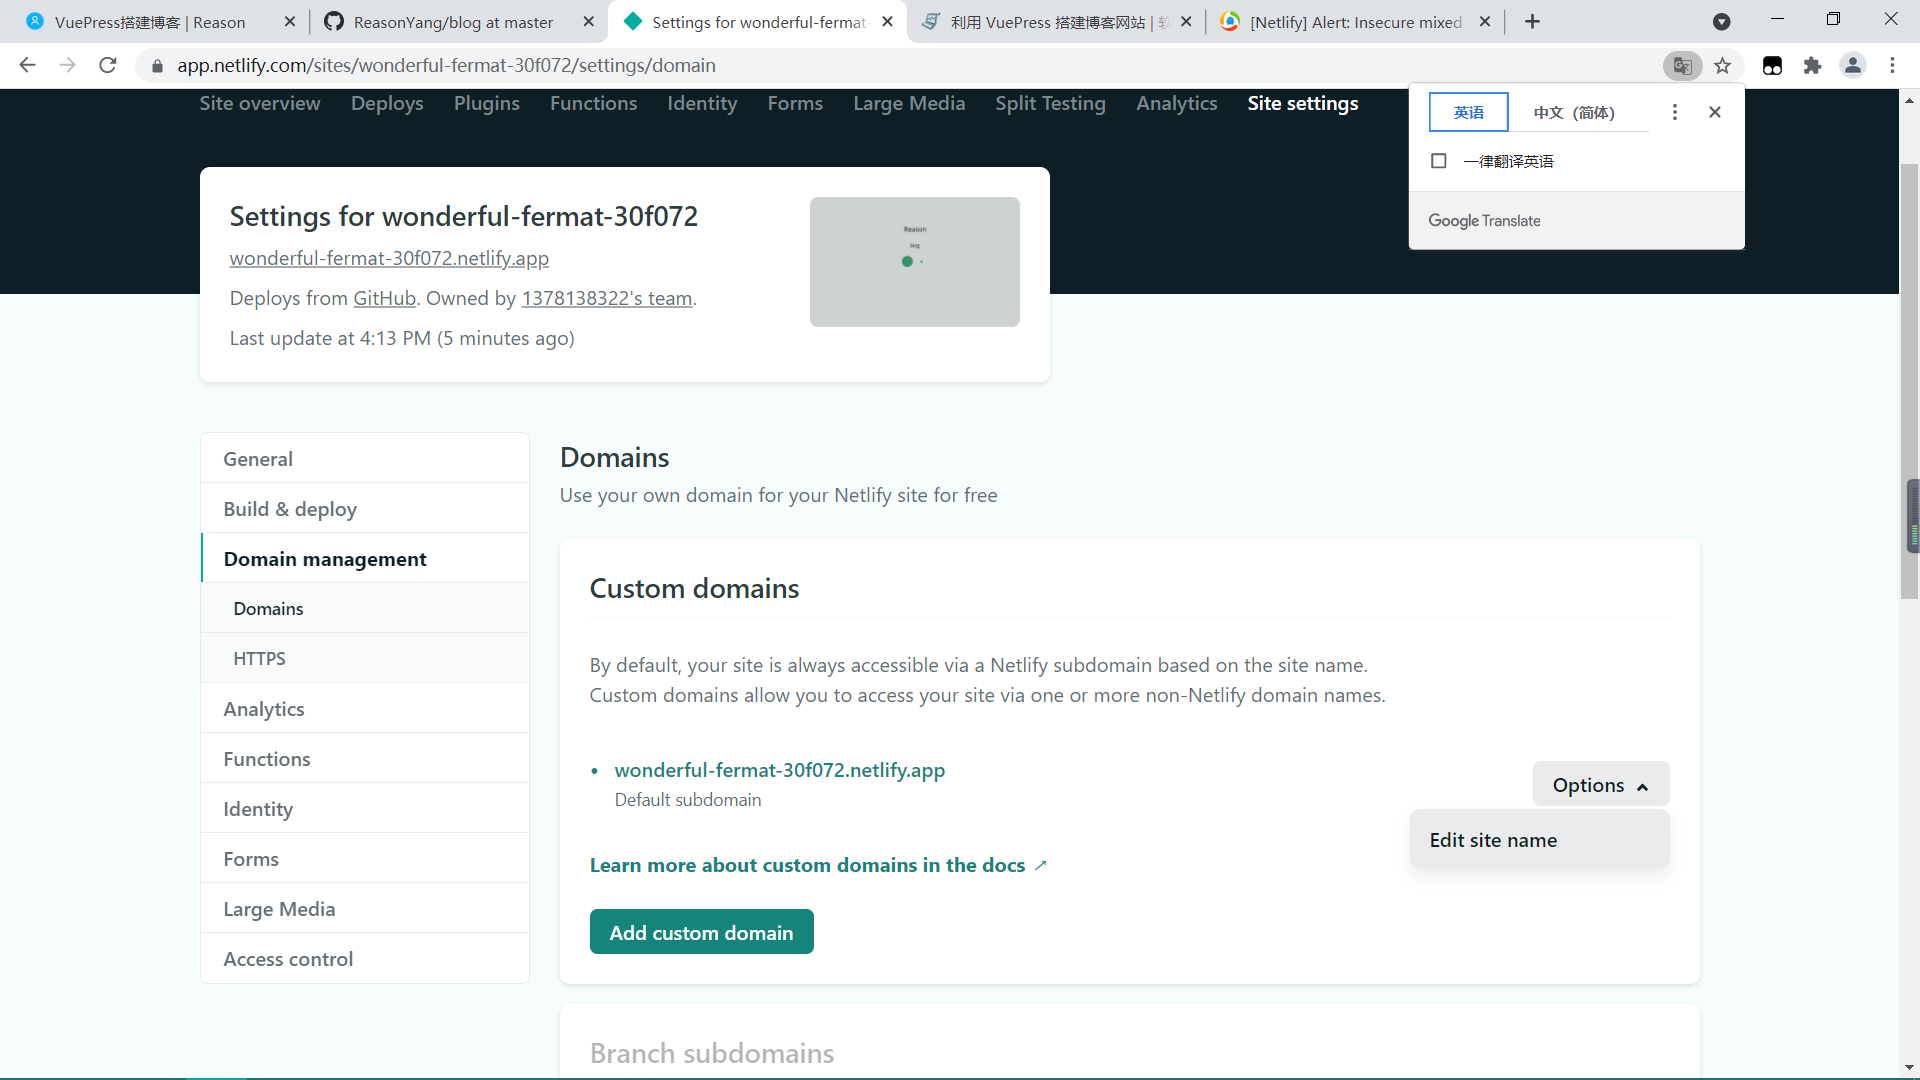 VuePress搭建博客 | Reason
ReasonYang/blog at master
Settings for wonderful-fermat-
利用 VuePress 搭建博客网站 |
[Netlify] Alert: Insecure mixed
app.netlify.com/sites/wonderful-fermat-30f072/settings/domain
Site overview Deploys Plugins Functions Identity Forms Large Media Split Testing Analytics Site settings
英语 中文（简体）
一律翻译英语
Google Translate
Settings for wonderful-fermat-30f072
wonderful-fermat-30f072.netlify.app
Deploys from GitHub. Owned by 1378138322's team.
Last update at 4:13 PM (5 minutes ago)
Reason
blog
General
Build & deploy
Domain management
Domains
HTTPS
Analytics
Functions
Identity
Forms
Large Media
Access control
Domains
Use your own domain for your Netlify site for free
Custom domains
By default, your site is always accessible via a Netlify subdomain based on the site name.
Custom domains allow you to access your site via one or more non-Netlify domain names.
• wonderful-fermat-30f072.netlify.app
Default subdomain
Options
Edit site name
Learn more about custom domains in the docs ↗
Add custom domain
Branch subdomains